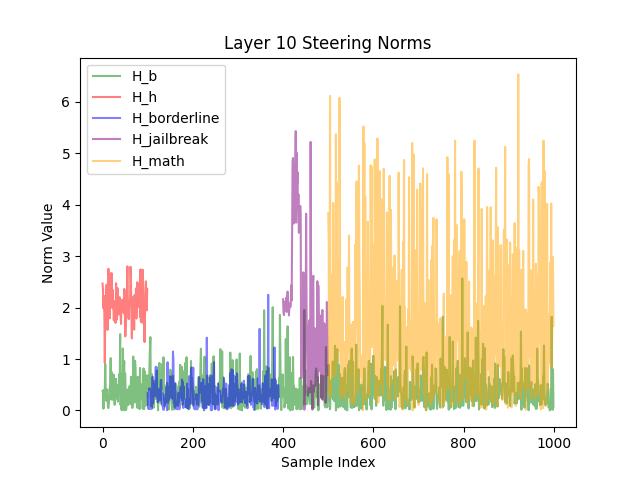 Layer 10 Steering Norms
H_b
H_h
H_borderline
H_jailbreak
H_math
Norm Value
6
5
4
3
2
1
0
0 200 400 600 800 1000
Sample Index